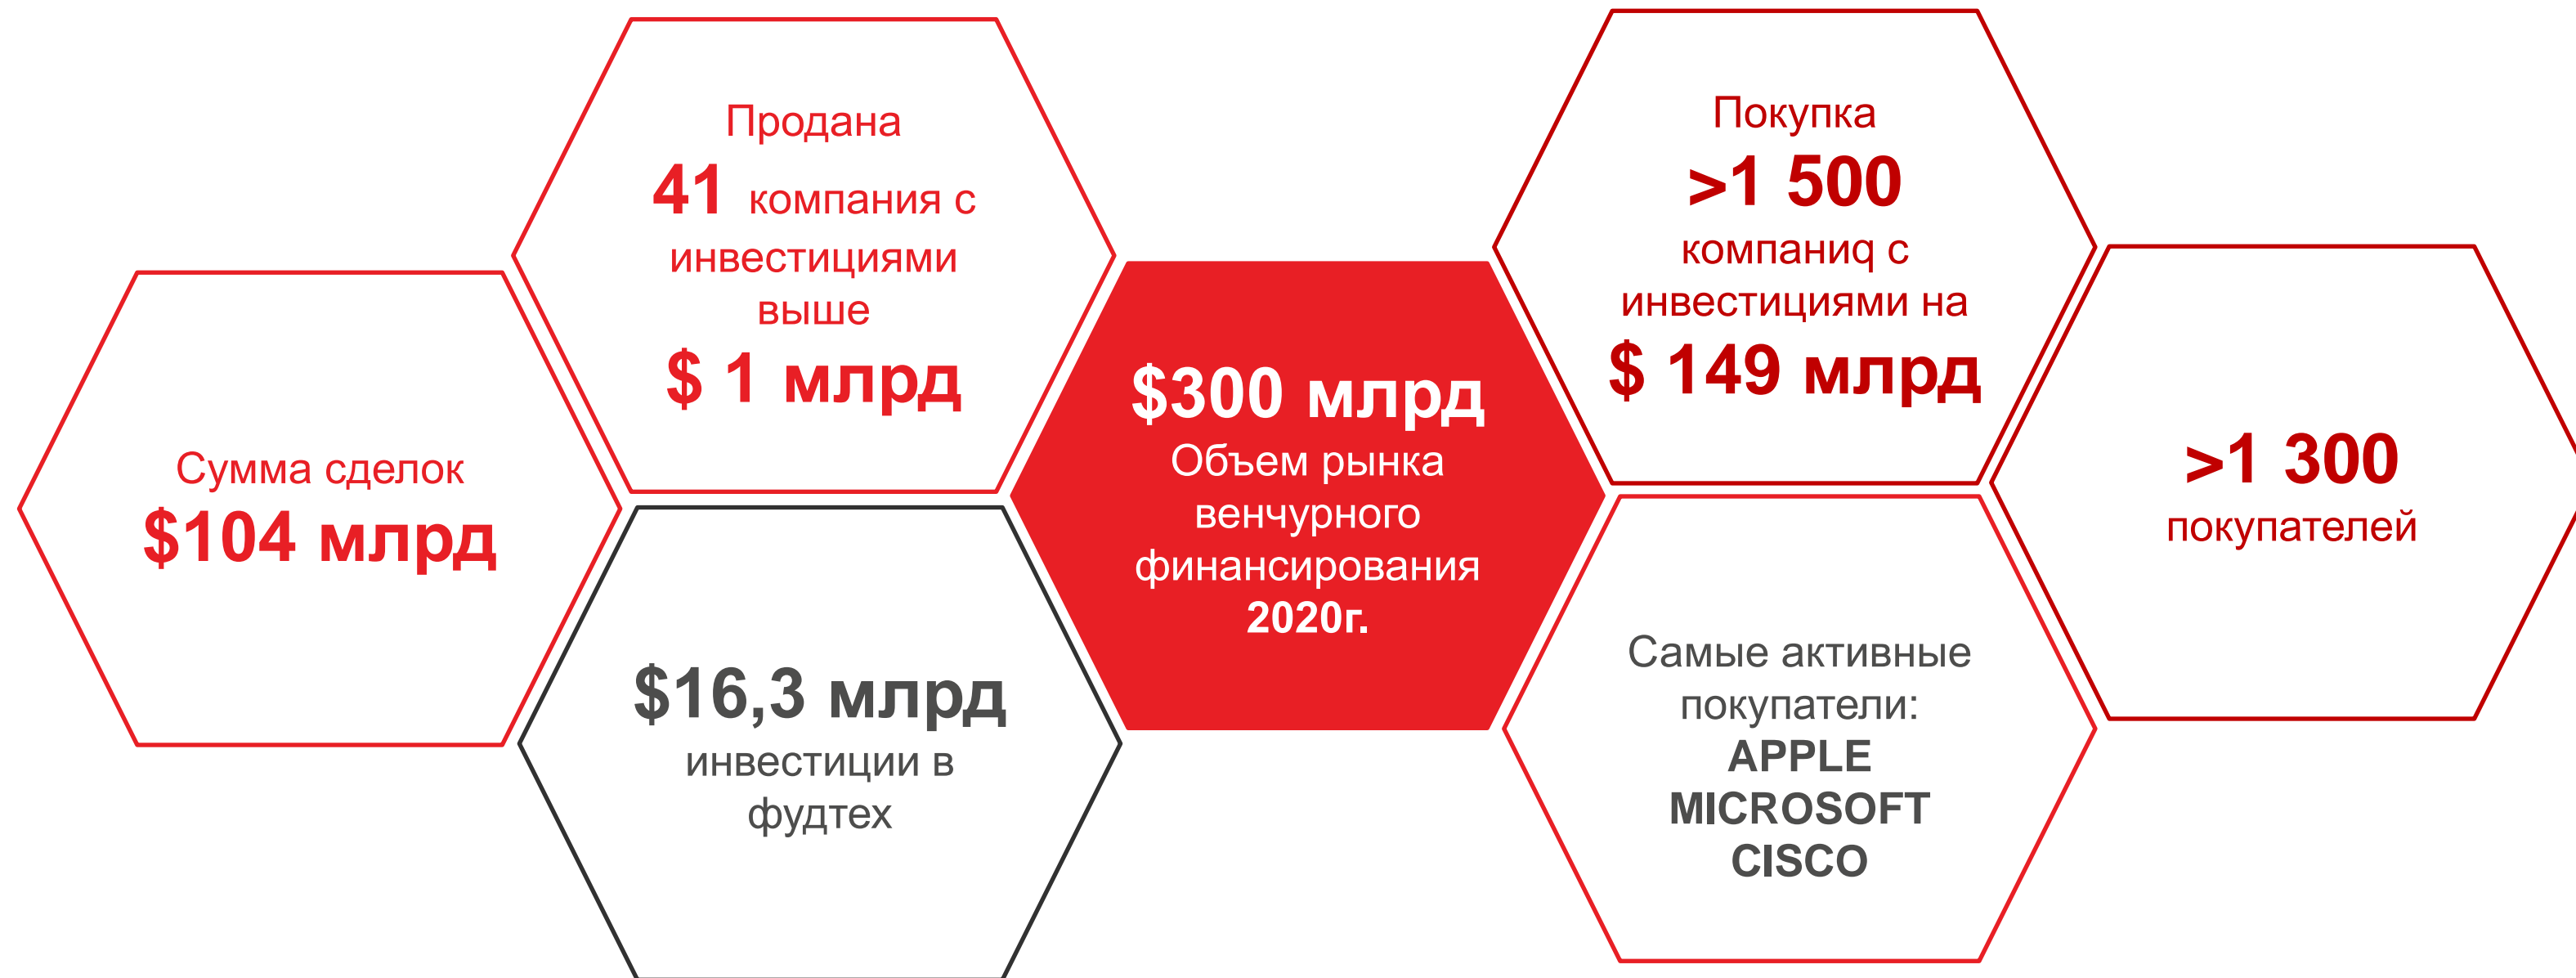 Сумма сделок
$104 млрд
Продана
41 компания с
инвестициями
выше
$ 1 млрд
$16,3 млрд
инвестиции в
фудтех
$300 млрд
Объем рынка
венчурного
финансирования
2020г.
Покупка
>1 500
компаниq с
инвестициями на
$ 149 млрд
Самые активные
покупатели:
APPLE
MICROSOFT
CISCO
>1 300
покупателей